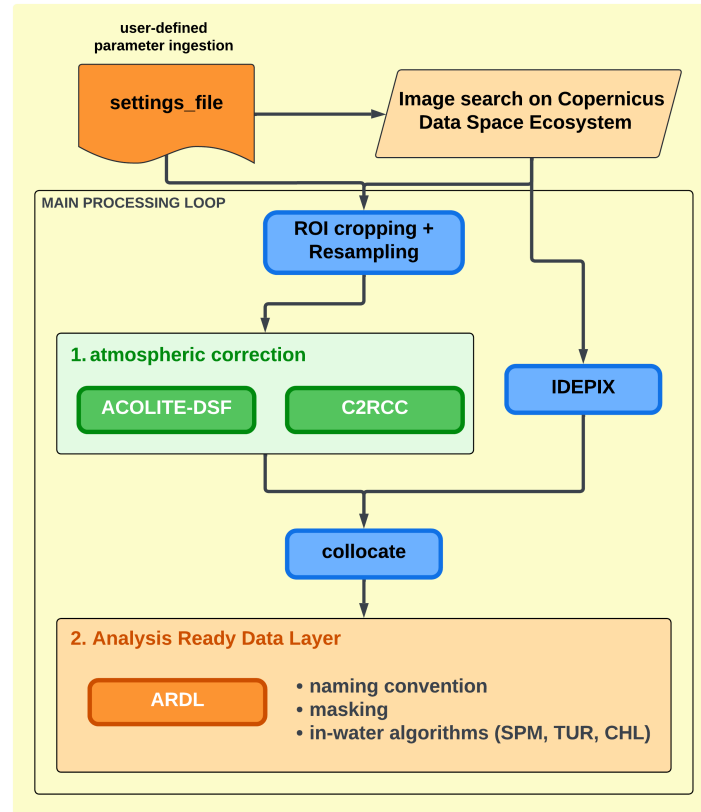 user-defined
parameter ingestion
settings_file
Image search on Copernicus
Data Space Ecosystem
MAIN PROCESSING LOOP
ROI cropping +
Resampling
1. atmospheric correction
ACOLITE-DSF
C2RCC
IDEPIX
collocate
2. Analysis Ready Data Layer
ARDL
• naming convention
• masking
• in-water algorithms (SPM, TUR, CHL)